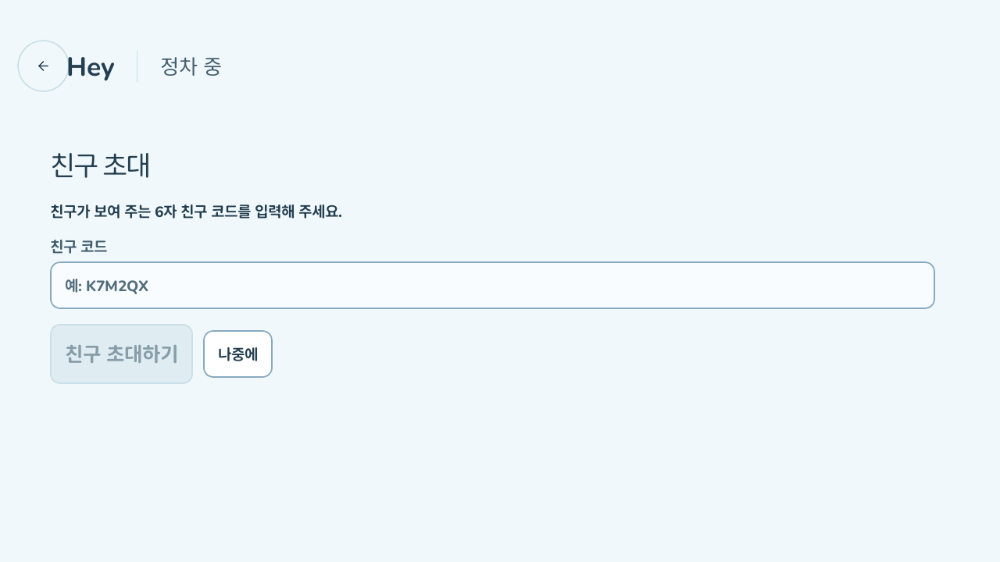 Hey 정차 중
친구 초대
친구가 보여 주는 6자 친구 코드를 입력해 주세요.
친구 코드
예: K7M2QX
친구 초대하기 나중에